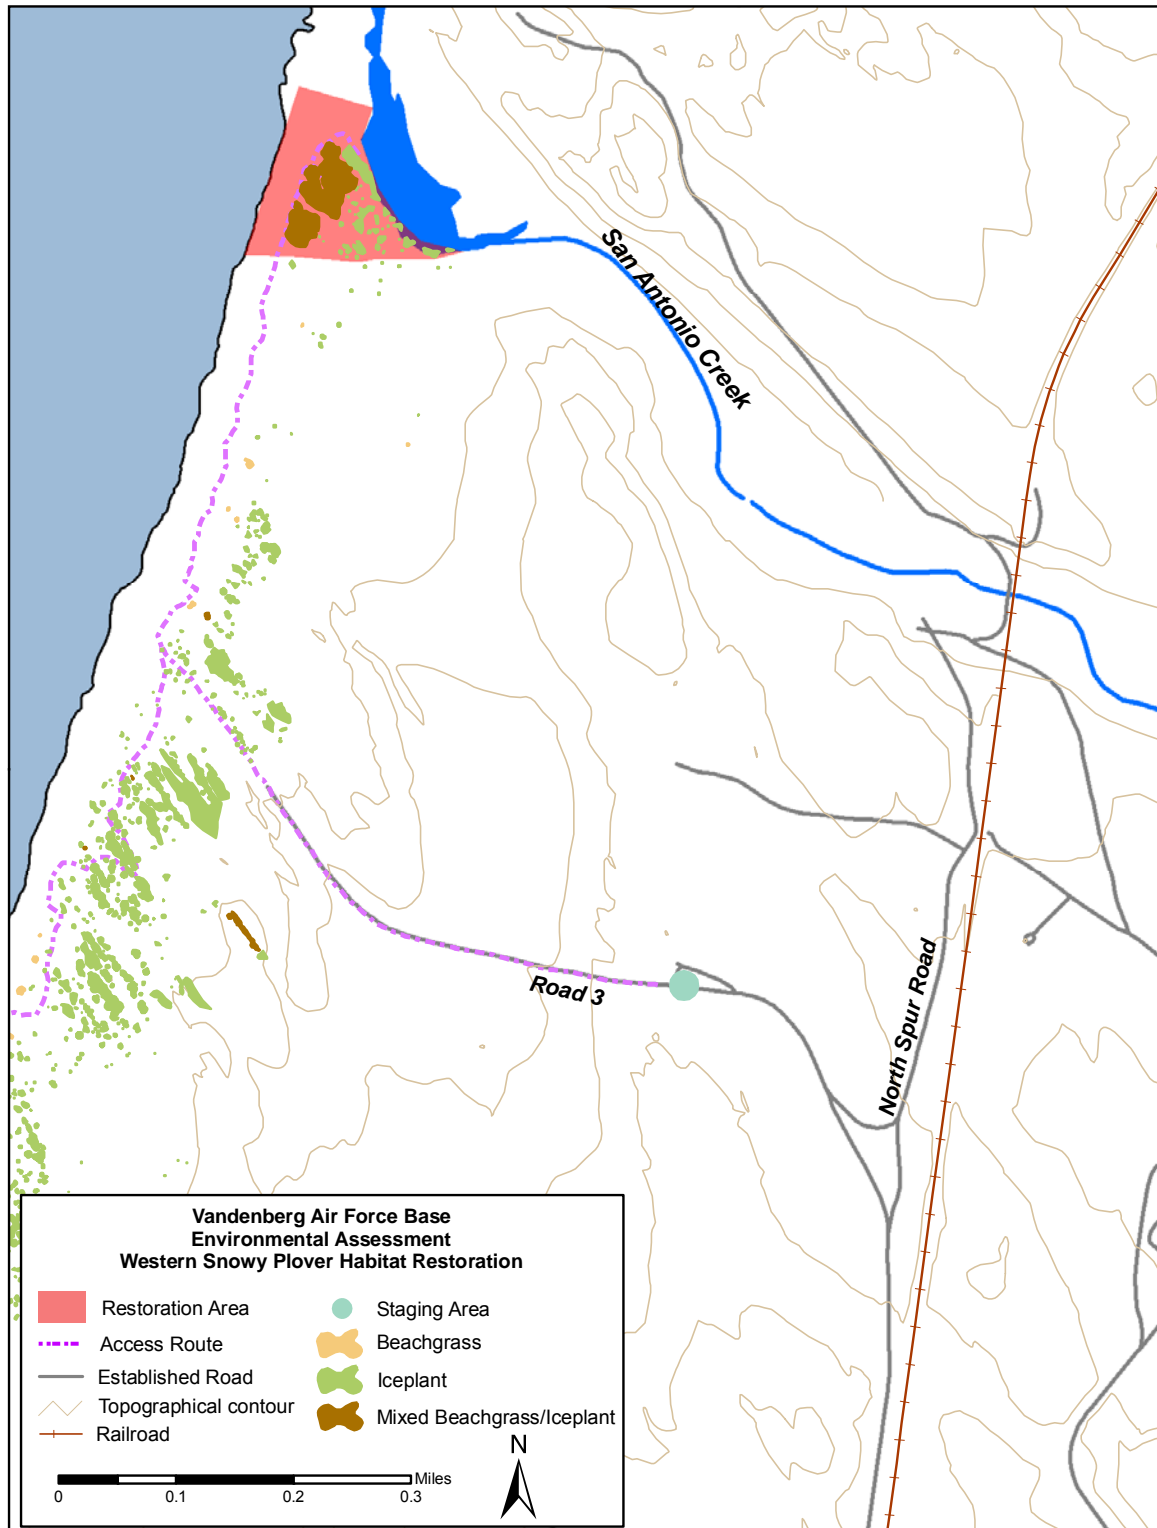 San Antonio Creek
North Spur Road
Road 3
Vandenberg Air Force Base
Environmental Assessment
Western Snowy Plover Habitat Restoration
Restoration Area
Access Route
Established Road
Topographical contour
Railroad
Staging Area
Beachgrass
Iceplant
Mixed Beachgrass/Iceplant
N
Miles
0 0.1 0.2 0.3